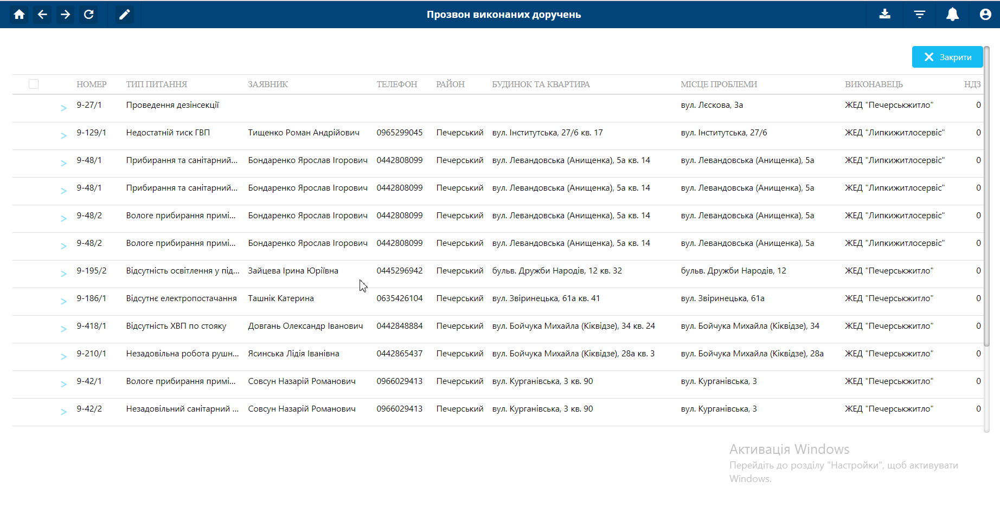 Прозвон виконаних доручень
Закрити
НОМЕР ТИП ПИТАННЯ ЗАЯВНИК ТЕЛЕФОН РАЙОН БУДИНОК ТА КВАРТИРА МІСЦЕ ПРОБЛЕМИ ВИКОНАВЕЦЬ НДЗ
9-27/1 Проведення дезінсекції вул. Лєскова, 3а ЖЕД "Печерськжитло" 0
9-129/1 Недостатній тиск ГВП Тищенко Роман Андрійович 0965299045 Печерський вул. Інститутська, 27/6 кв. 17 вул. Інститутська, 27/6 ЖЕД "Липкижитлосервіс" 0
9-48/1 Прибирання та санітарний... Бондаренко Ярослав Ігорович 0442808099 Печерський вул. Левандовська (Анищенка), 5а кв. 14 вул. Левандовська (Анищенка), 5а ЖЕД "Липкижитлосервіс" 0
9-48/1 Прибирання та санітарний... Бондаренко Ярослав Ігорович 0442808099 Печерський вул. Левандовська (Анищенка), 5а кв. 14 вул. Левандовська (Анищенка), 5а ЖЕД "Липкижитлосервіс" 0
9-48/2 Вологе прибирання примі... Бондаренко Ярослав Ігорович 0442808099 Печерський вул. Левандовська (Анищенка), 5а кв. 14 вул. Левандовська (Анищенка), 5а ЖЕД "Липкижитлосервіс" 0
9-48/2 Вологе прибирання примі... Бондаренко Ярослав Ігорович 0442808099 Печерський вул. Левандовська (Анищенка), 5а кв. 14 вул. Левандовська (Анищенка), 5а ЖЕД "Липкижитлосервіс" 0
9-195/2 Відсутність освітлення у під... Зайцева Ірина Юріївна 0445296942 Печерський бульв. Дружби Народів, 12 кв. 32 бульв. Дружби Народів, 12 ЖЕД "Печерськжитло" 0
9-186/1 Відсутнє електропостачання Ташнік Катерина 0635426104 Печерський вул. Звіринецька, 61а кв. 41 вул. Звіринецька, 61а ЖЕД "Печерськжитло" 0
9-418/1 Відсутність ХВП по стояку Довгань Олександр Іванович 0442848884 Печерський вул. Бойчука Михайла (Кіквідзе), 34 кв. 24 вул. Бойчука Михайла (Кіквідзе), 34 ЖЕД "Печерськжитло" 0
9-210/1 Незадовільна робота рушн... Ясинська Лідія Іванівна 0442865437 Печерський вул. Бойчука Михайла (Кіквідзе), 28а кв. 3 вул. Бойчука Михайла (Кіквідзе), 28а ЖЕД "Печерськжитло" 0
9-42/1 Вологе прибирання примі... Совсун Назарій Романович 0966029413 Печерський вул. Курганівська, 3 кв. 90 вул. Курганівська, 3 ЖЕД "Печерськжитло" 0
9-42/2 Незадовільний санітарний ... Совсун Назарій Романович 0966029413 Печерський вул. Курганівська, 3 кв. 90 вул. Курганівська, 3 ЖЕД "Печерськжитло" 0
Активація Windows
Перейдіть до розділу "Настройки", щоб активувати
Windows.